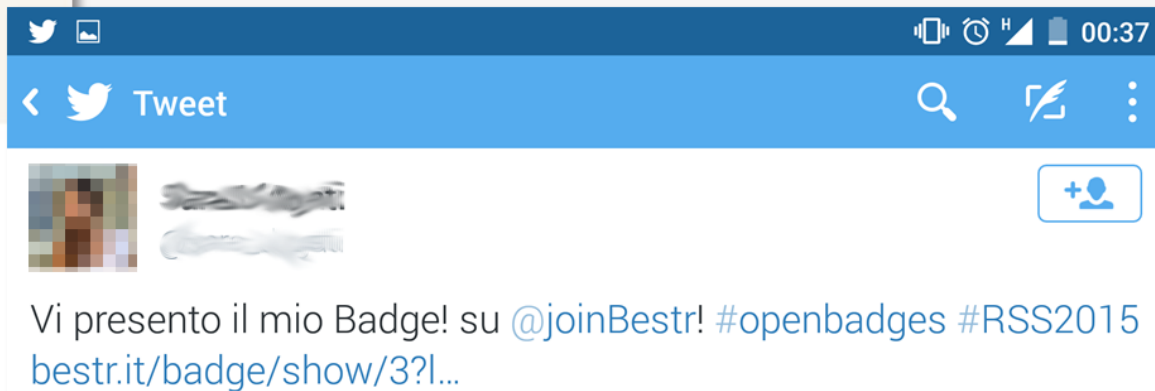 H 00:37
Tweet
Vi presento il mio Badge! su @joinBestr! #openbadges #RSS2015
bestr.it/badge/show/3?l...